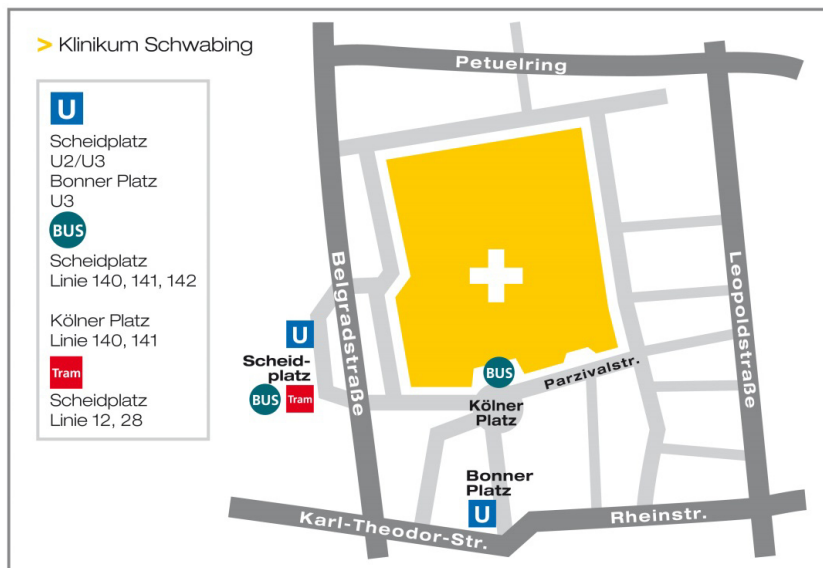 > Klinikum Schwabing
U
Scheidplatz
U2/U3
Bonner Platz
U3
BUS
Scheidplatz
Linie 140, 141, 142
Kölner Platz
Linie 140, 141
Tram
Scheidplatz
Linie 12, 28
Petuelring
Belgradstraße
Leopoldstraße
U
Scheid-
platz
BUS
Tram
BUS
Parzivalstr.
Kölner
Platz
Bonner
Platz
U
Karl-Theodor-Str.
Rheinstr.